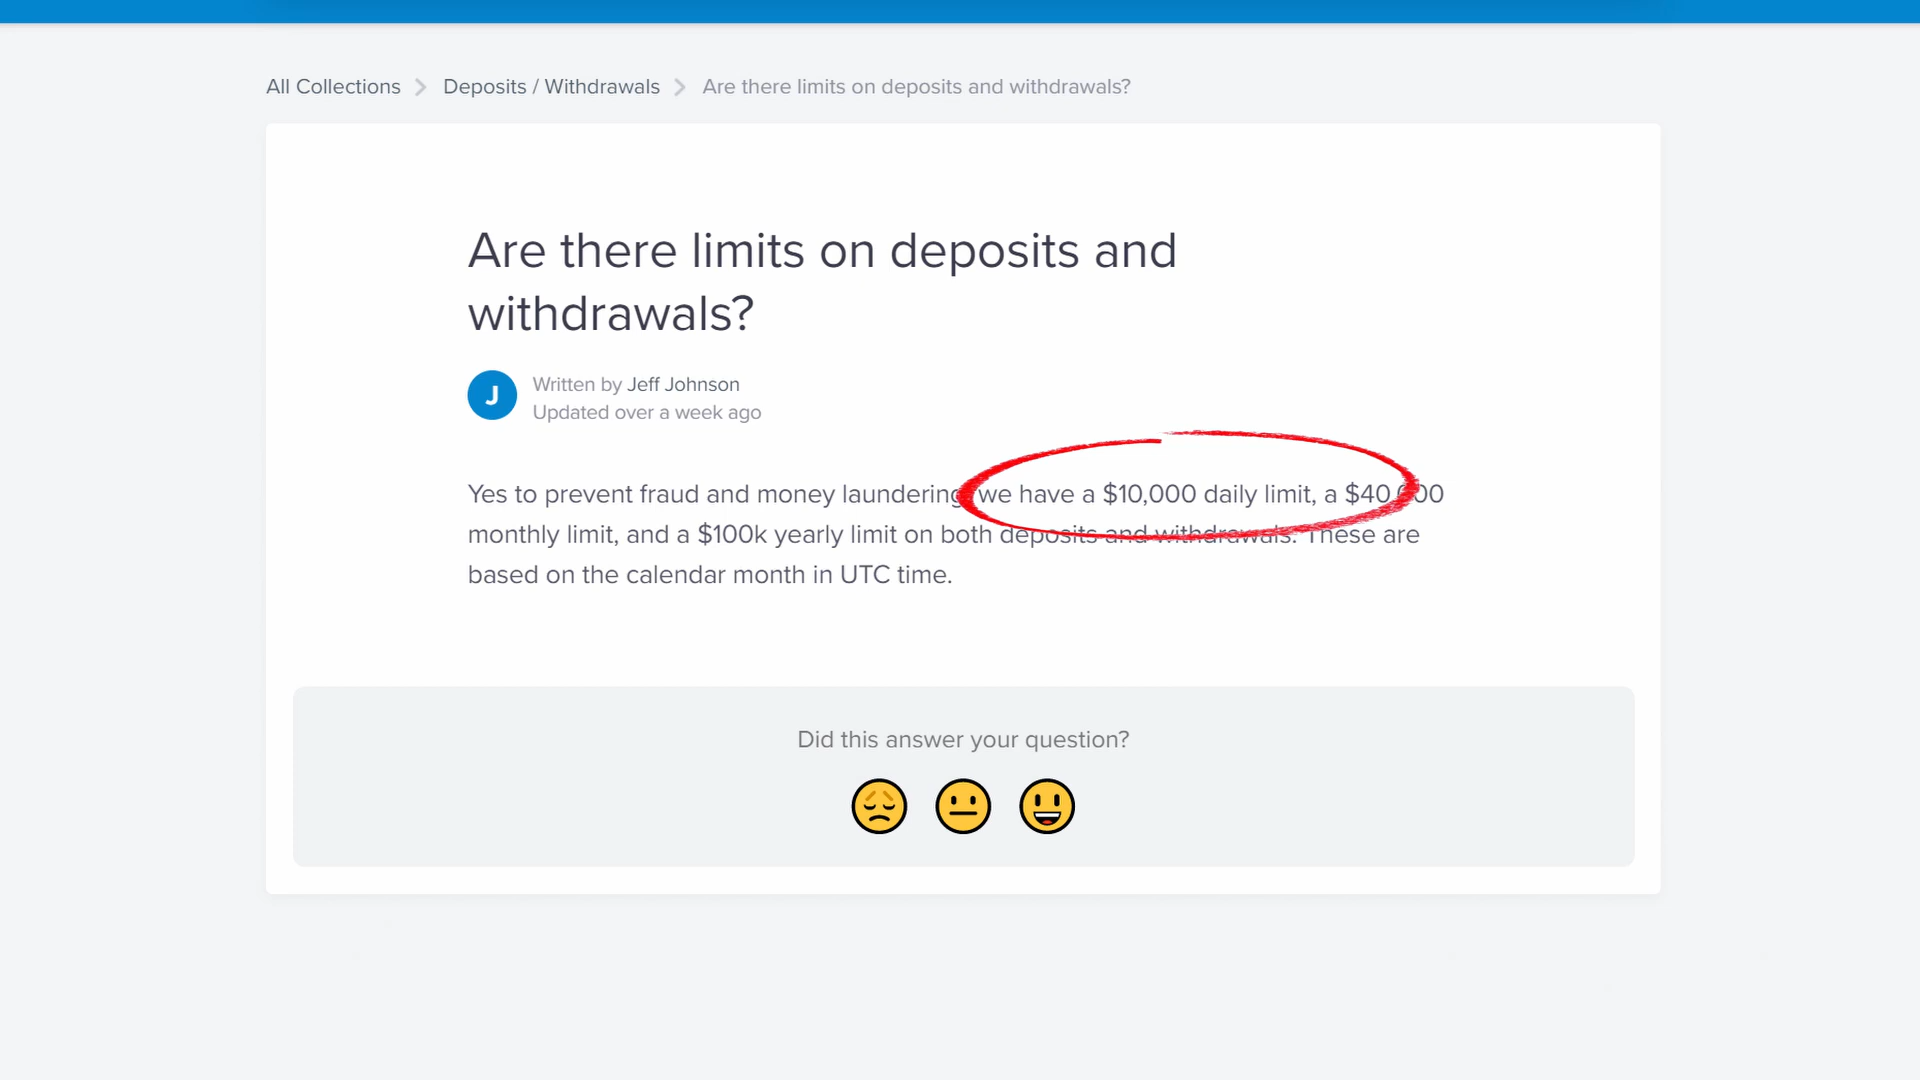 All Collections Deposits / Withdrawals Are there limits on deposits and withdrawals?
Are there limits on deposits and
withdrawals?
J
Written by Jeff Johnson
Updated over a week ago
Yes to prevent fraud and money laundering we have a $10,000 daily limit, a $40,000
monthly limit, and a $100k yearly limit on both deposits and withdrawals. These are
based on the calendar month in UTC time.
Did this answer your question?